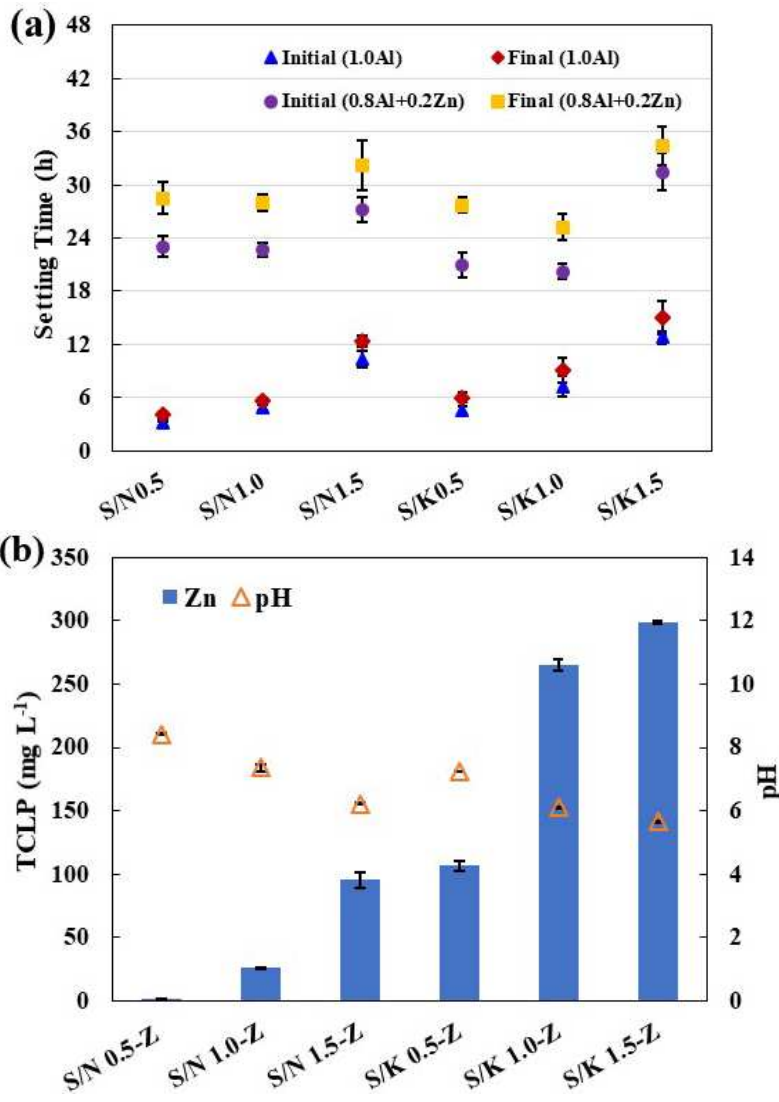 (a)
48
42
36
30
24
18
12
6
0
Setting Time (h)
Initial (1.0Al)
Final (1.0Al)
Initial (0.8Al+0.2Zn)
Final (0.8Al+0.2Zn)
S/N0.5
S/N1.0
S/N1.5
S/K0.5
S/K1.0
S/K1.5
(b)
350
300
250
200
150
100
50
0
TCLP (mg L-1)
Zn
pH
14
12
10
8
6
4
2
0
pH
S/N 0.5-Z
S/N 1.0-Z
S/N 1.5-Z
S/K 0.5-Z
S/K 1.0-Z
S/K 1.5-Z